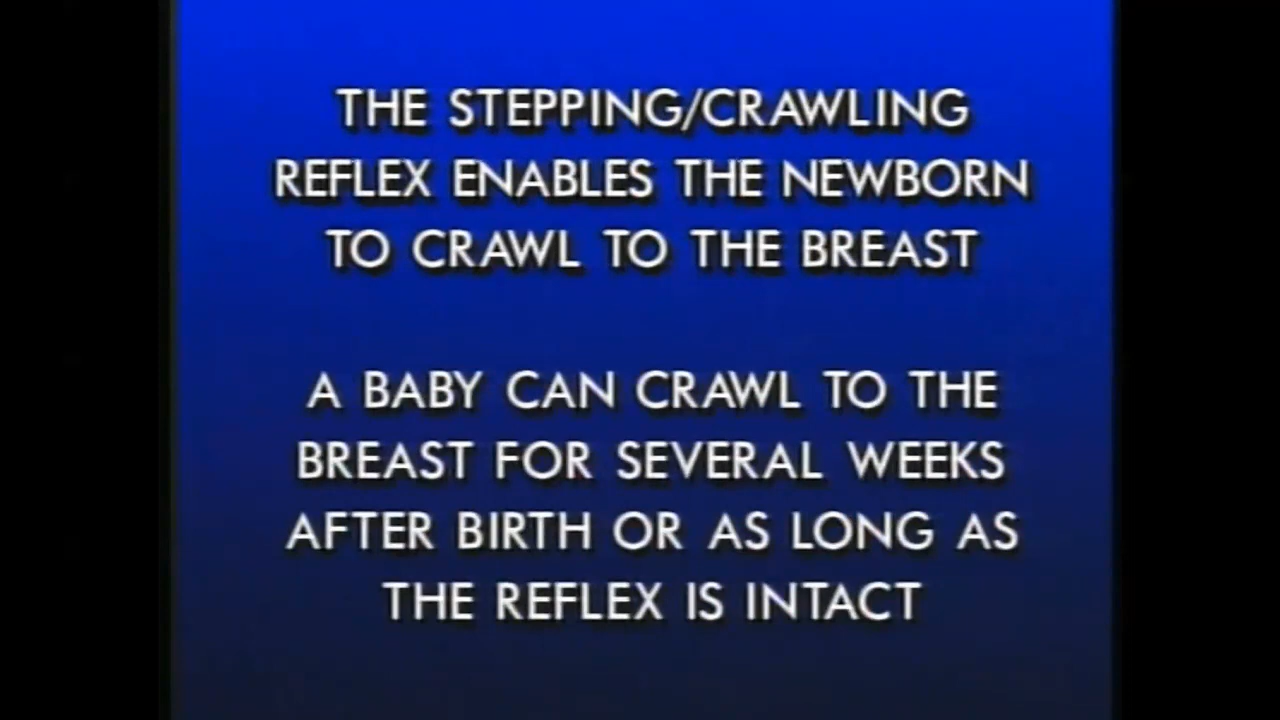 THE STEPPING/CRAWLING
REFLEX ENABLES THE NEWBORN
TO CRAWL TO THE BREAST
A BABY CAN CRAWL TO THE
BREAST FOR SEVERAL WEEKS
AFTER BIRTH OR AS LONG AS
THE REFLEX IS INTACT